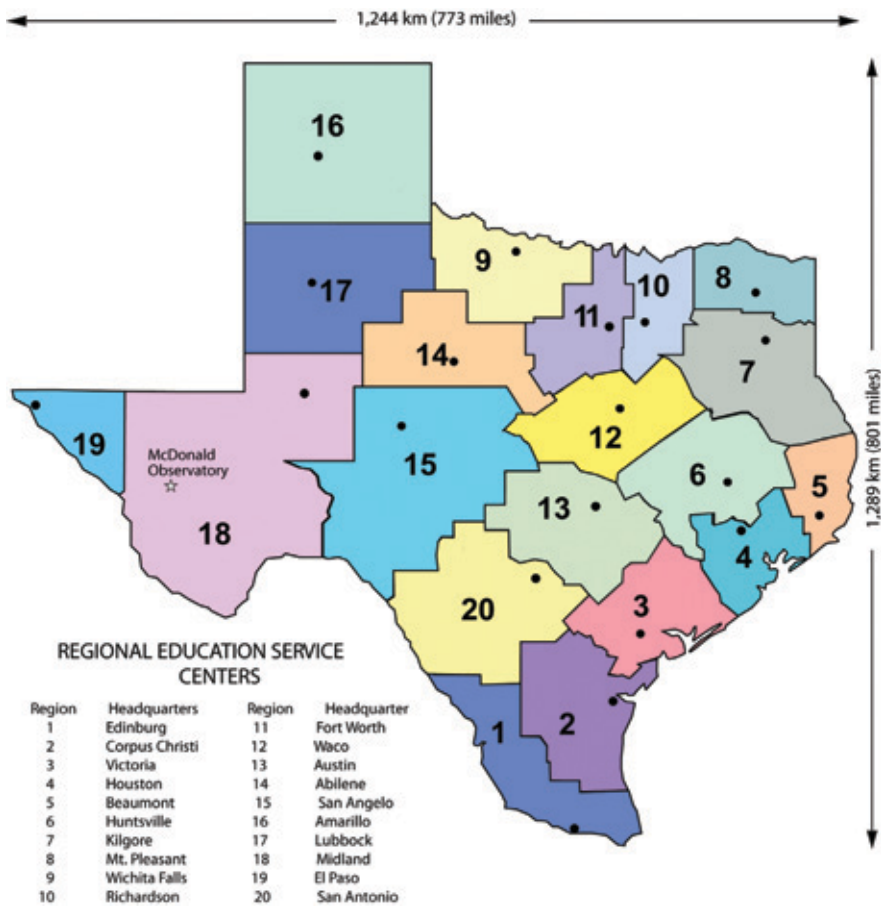 1,244 km (773 miles)
16
17
9
10
8
11
14
7
19
McDonald
Observatory
15
12
6
5
18
13
4
20
3
1,289 km (801 miles)
2
1
REGIONAL EDUCATION SERVICE
CENTERS
Region Headquarters Region Headquarter
1 Edinburg 11 Fort Worth
2 Corpus Christi 12 Waco
3 Victoria 13 Austin
4 Houston 14 Abilene
5 Beaumont 15 San Angelo
6 Huntsville 16 Amarillo
7 Kilgore 17 Lubbock
8 Mt. Pleasant 18 Midland
9 Wichita Falls 19 El Paso
10 Richardson 20 San Antonio